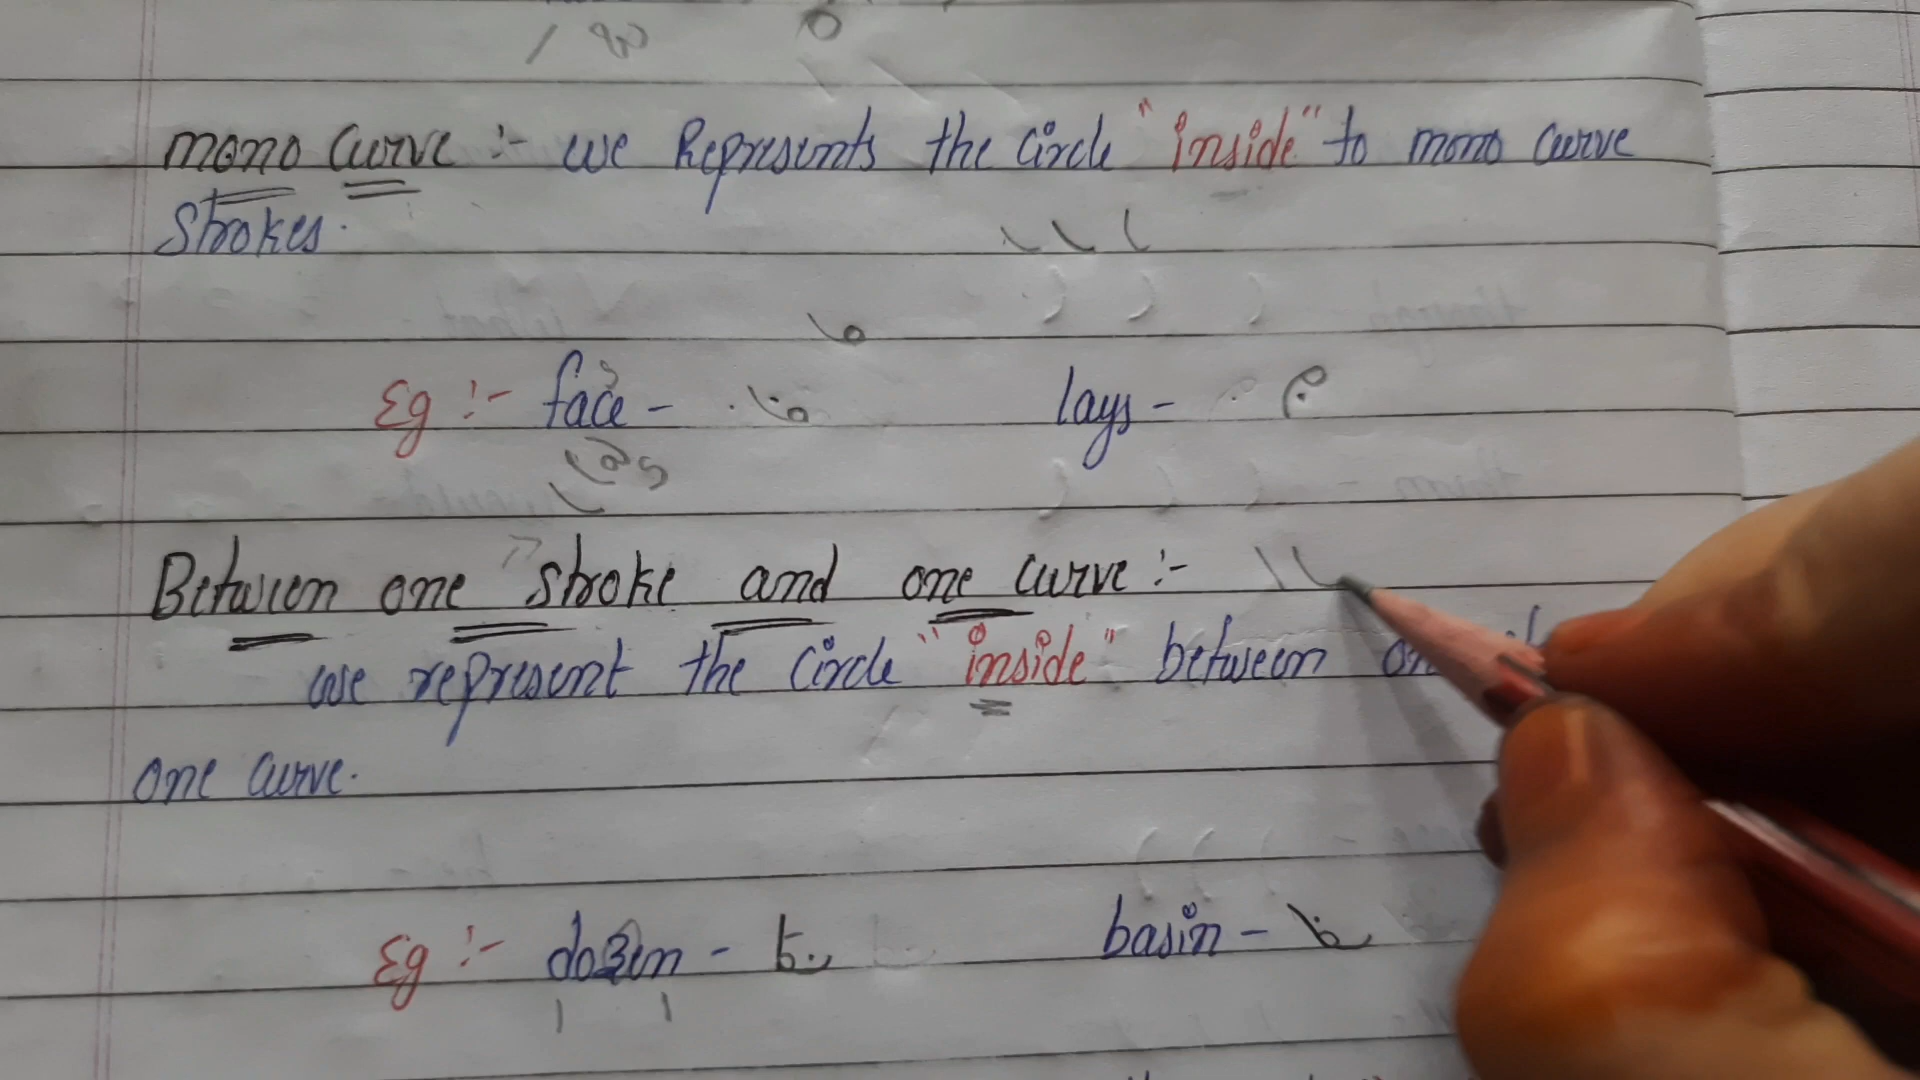 mono Curve :- we Represents the Circle "inside" to mono Curve
Strokes.
Eg :- face - lays -
Between one stroke and one Curve :-
we represent the Circle "inside" between
one Curve.
Eg :- dozen - basin -